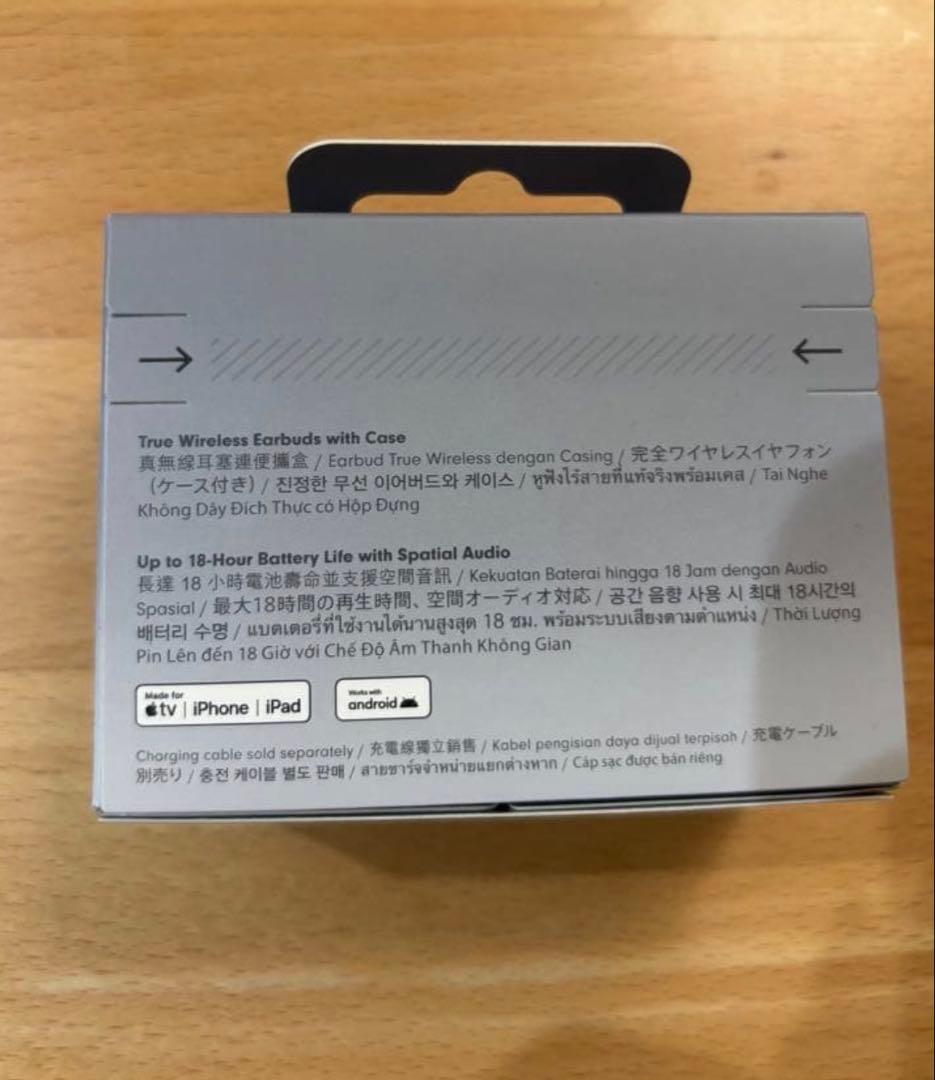 True Wireless Earbuds with Case
真無線耳塞連便攜盒 / Earbud True Wireless dengan Casing / 完全ワイヤレスイヤフォン
（ケース付き）/ 진정한 무선 이어버드와 케이스 / หูฟังไร้สายที่แท้จริงพร้อมเคส / Tai Nghe
Không Dây Đích Thực có Hộp Đựng
Up to 18-Hour Battery Life with Spatial Audio
長達 18 小時電池壽命並支援空間音訊 / Kekuatan Baterai hingga 18 Jam dengan Audio
Spasial / 最大18時間の再生時間、空間オーディオ対応 / 공간 음향 사용 시 최대 18시간의
배터리 수명 / แบตเตอรี่ที่ใช้งานได้นานสูงสุด 18 ชม. พร้อมระบบเสียงตามตำแหน่ง / Thời Lượng
Pin Lên đến 18 Giờ với Chế Độ Âm Thanh Không Gian
Made for
tv | iPhone | iPad
Works with
android
Charging cable sold separately / 充電線獨立銷售 / Kabel pengisian daya dijual terpisah / 充電ケーブル
別売り / 충전 케이블 별도 판매 / สายชาร์จจำหน่ายแยกต่างหาก / Cáp sạc được bán riêng